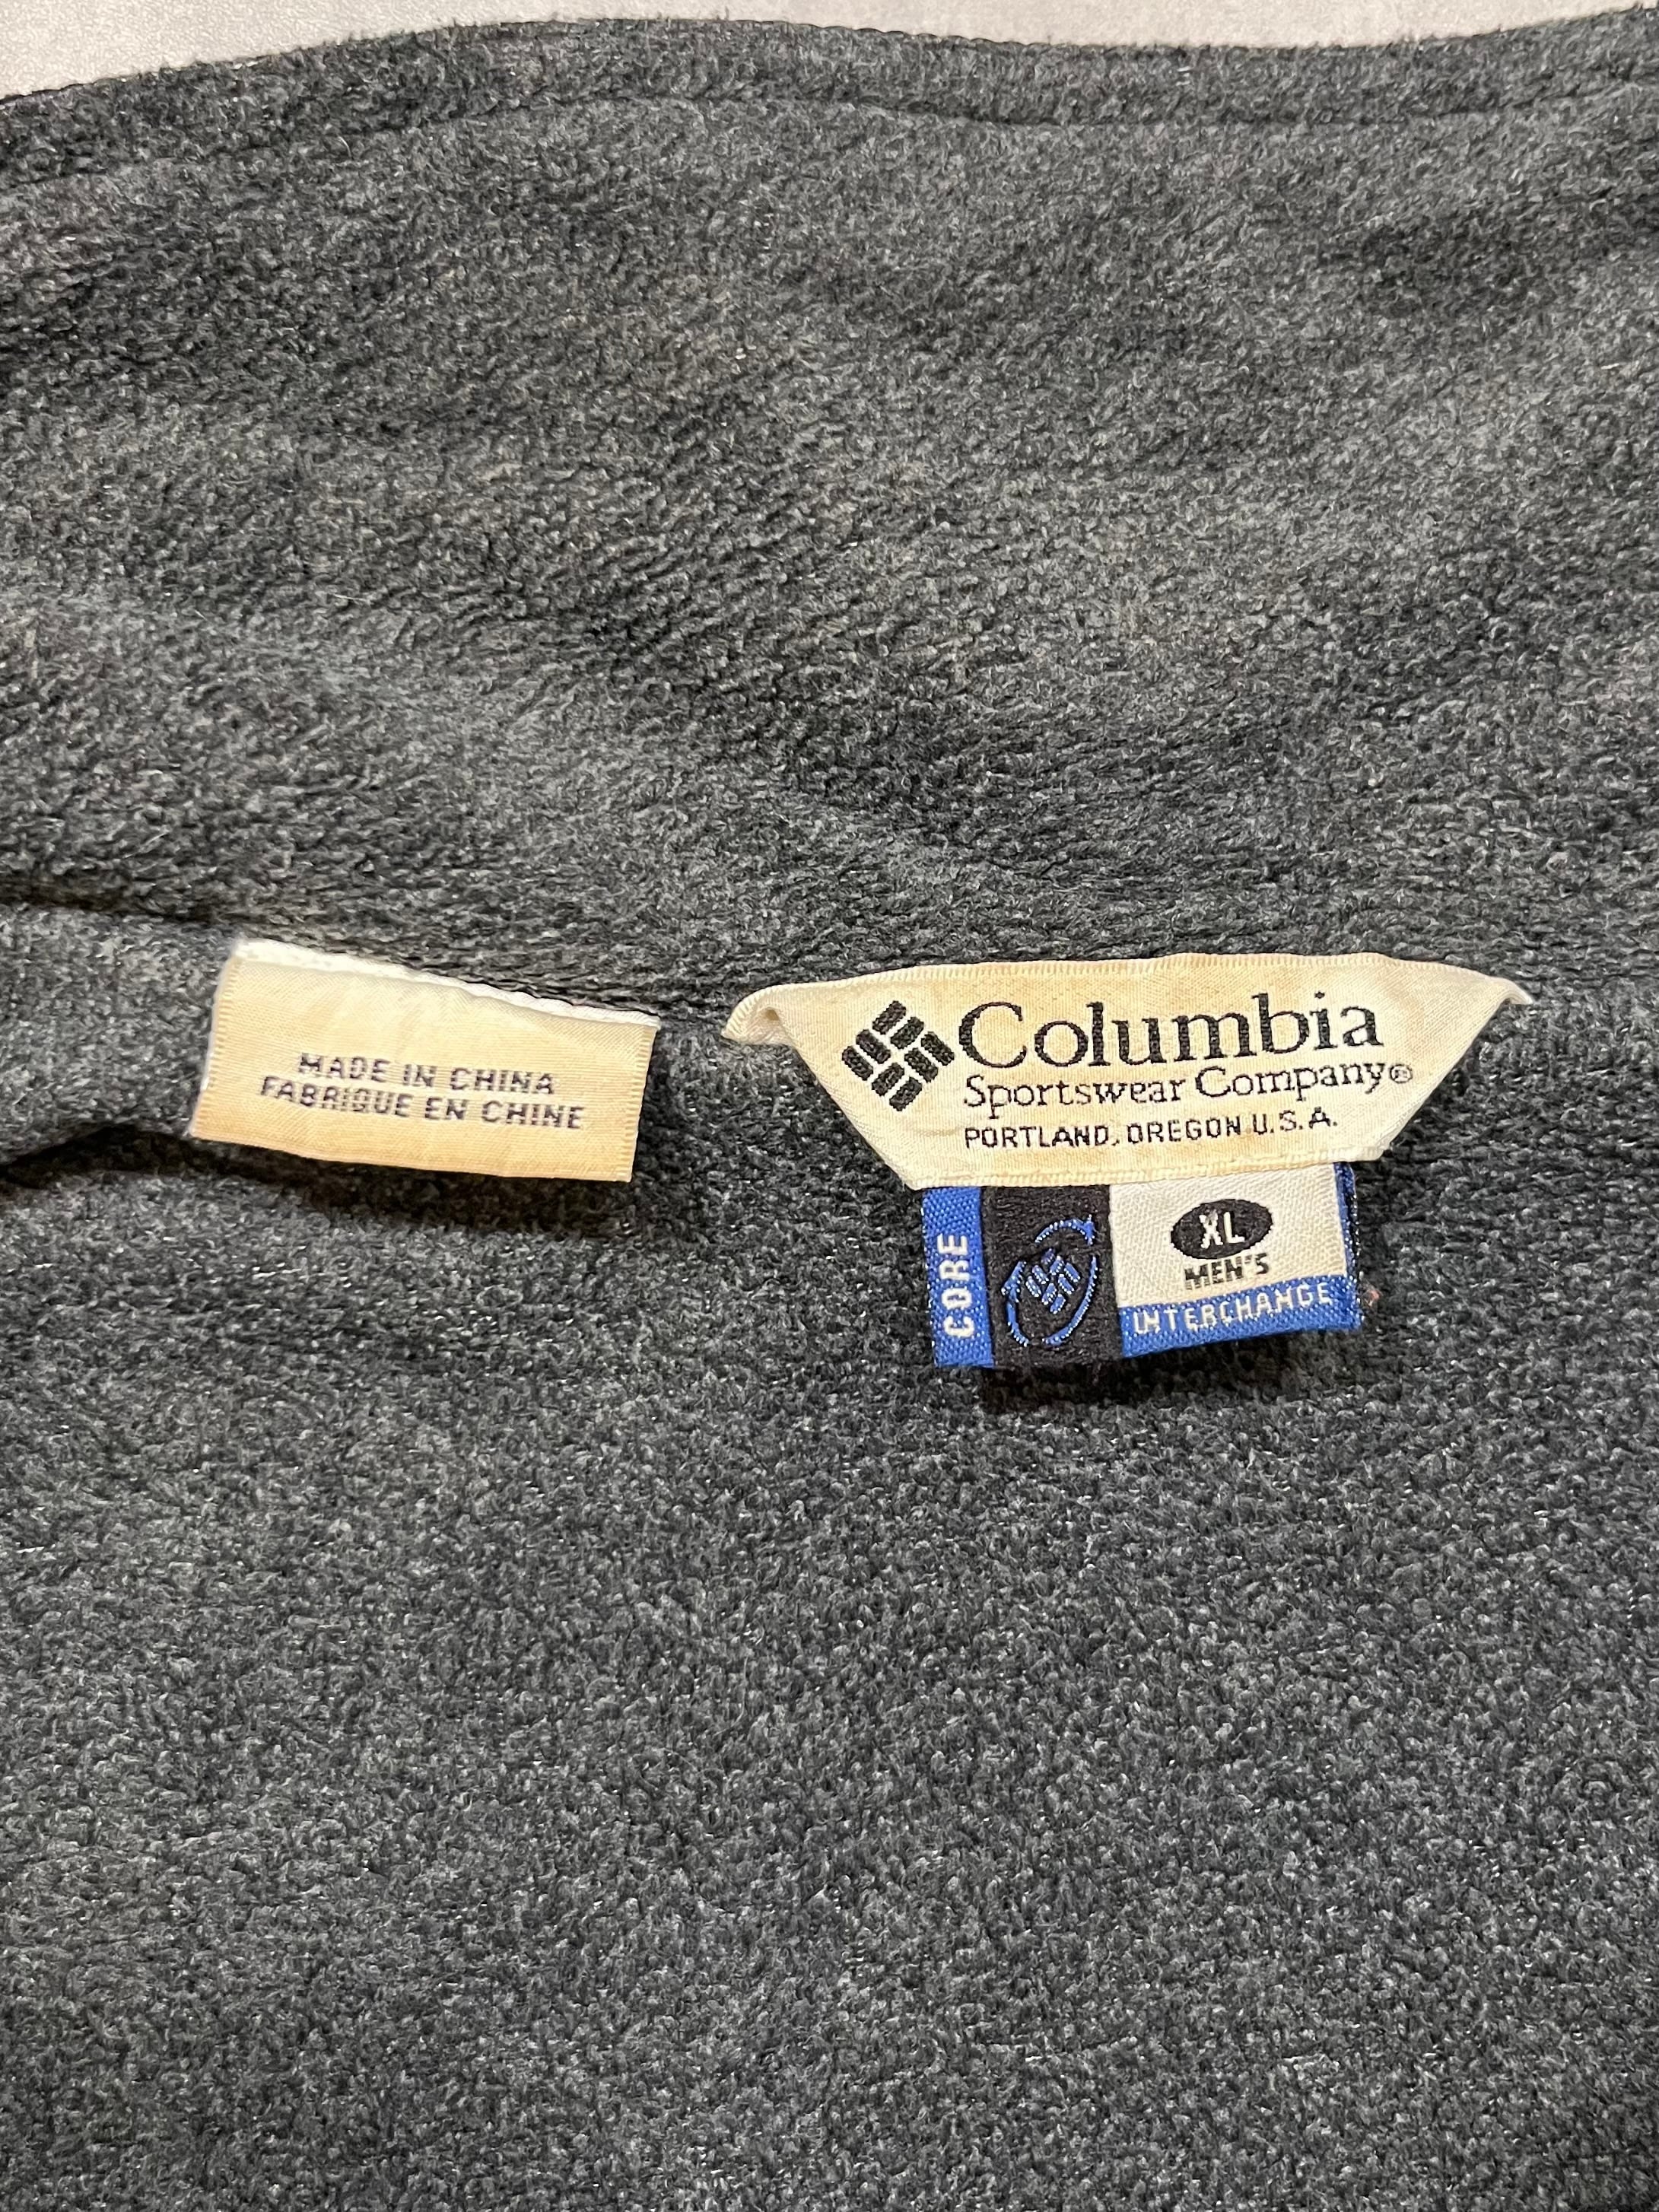 MADE IN CHINA
FABRIQUE EN CHINE
Columbia
Sportswear Company®
PORTLAND, OREGON U.S.A.
CORE
XL
MEN'S
INTERCHANGE